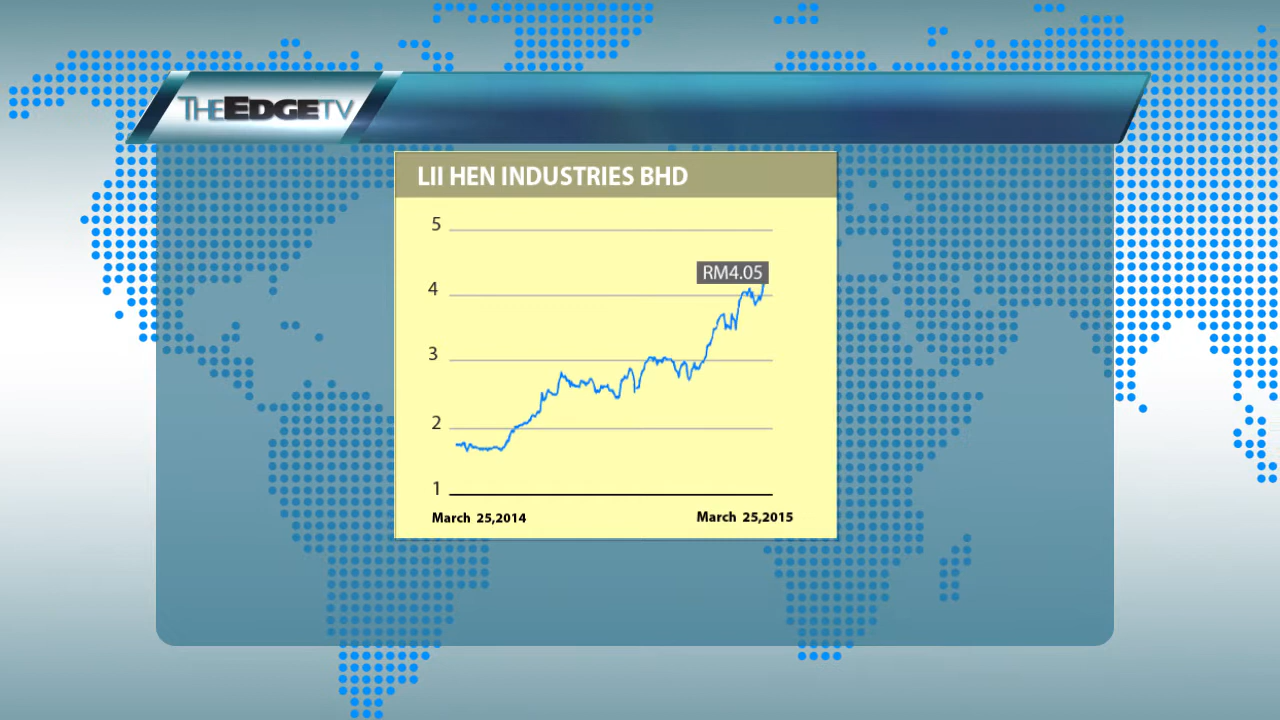 THEEDGETV
LII HEN INDUSTRIES BHD
5
RM4.05
4
3
2
1
March 25,2014
March 25,2015